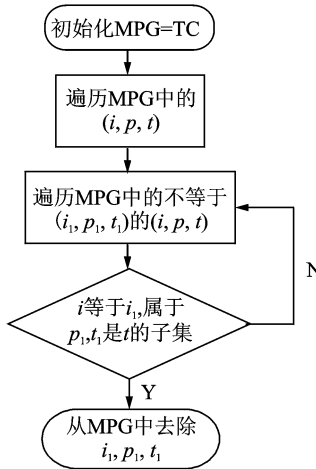 初始化MPG=TC
遍历MPG中的
(i, p, t)
遍历MPG中的不等于
(i₁, p₁, t₁)的(i, p, t)
i等于i₁,属于
p₁,t₁是t的子集
N
Y
从MPG中去除
i₁, p₁, t₁